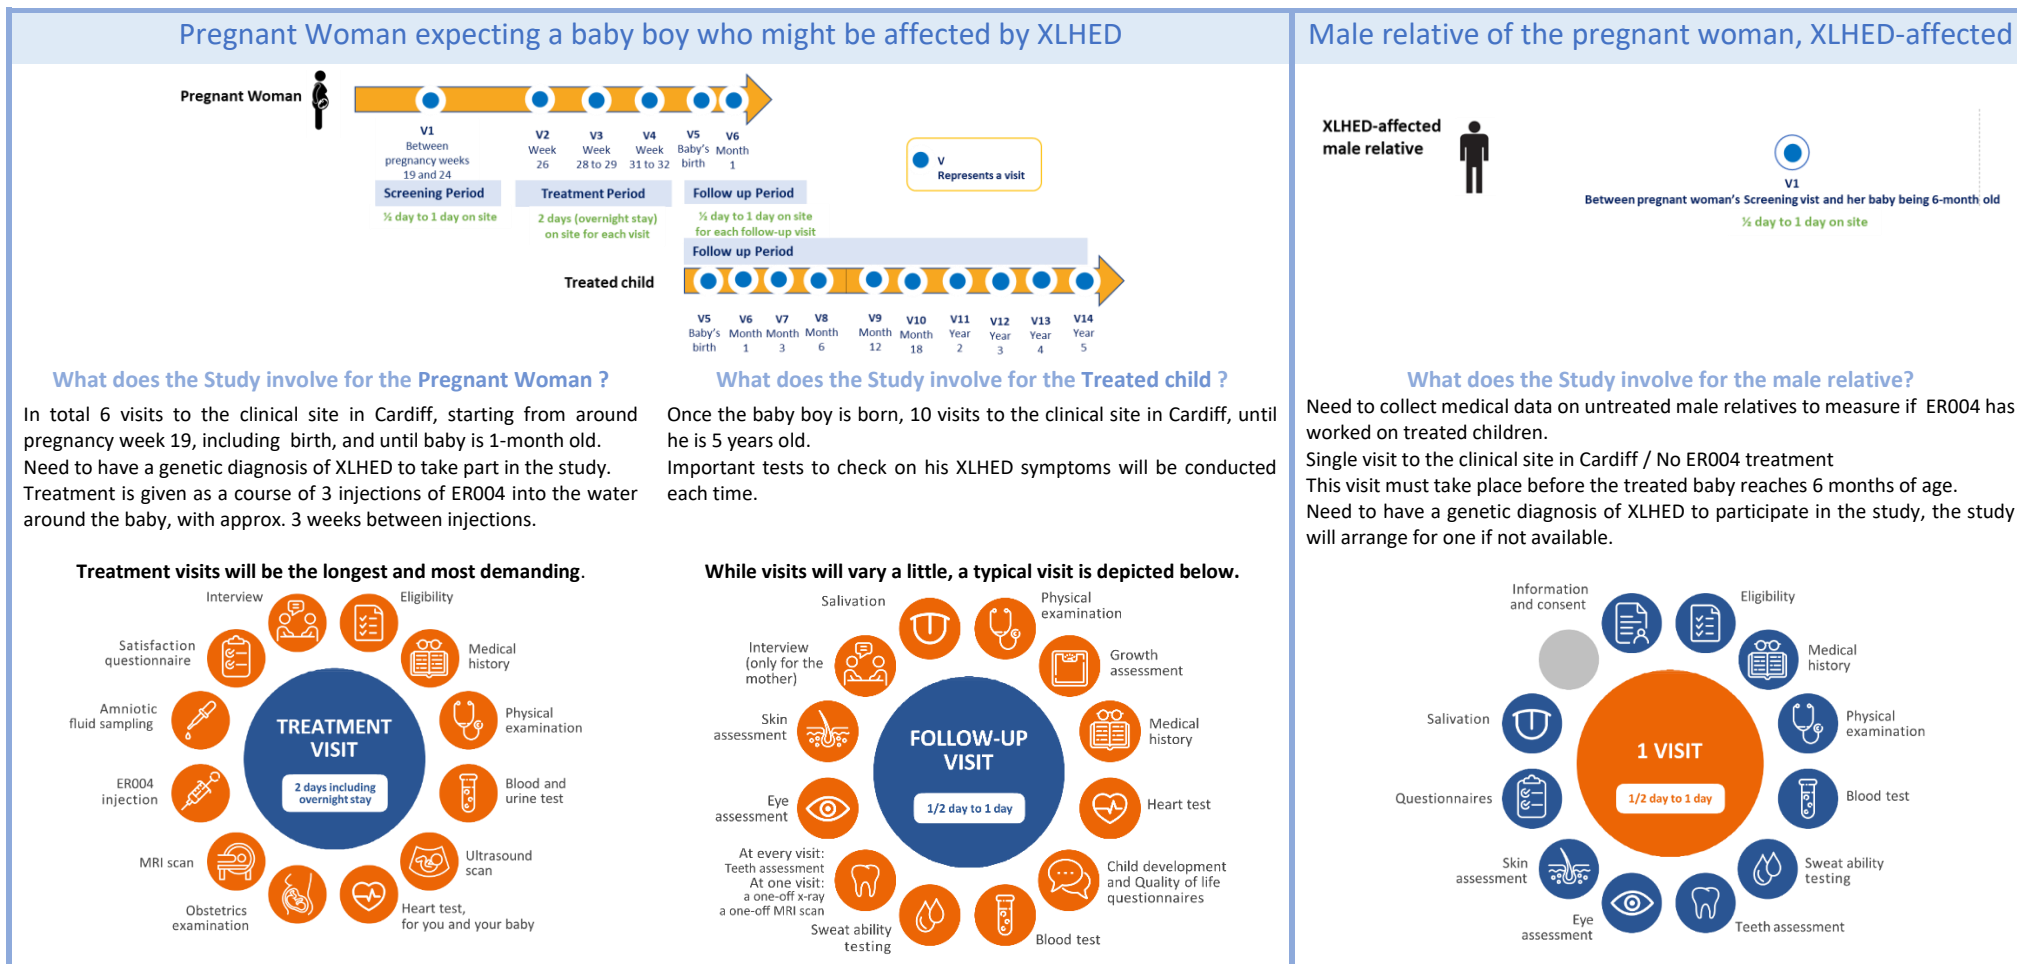 Pregnant Woman expecting a baby boy who might be affected by XLHED
Pregnant Woman
V1
Between
pregnancy weeks
19 and 24
V2
Week
26
V3
Week
28 to 29
V4
Week
31 to 32
V5
Baby's
birth
V6
Month
1
Screening Period
½ day to 1 day on site
Treatment Period
2 days (overnight stay)
on site for each visit
Follow up Period
½ day to 1 day on site
for each follow-up visit
V
Represents a visit
Follow up Period
Treated child
V5
Baby's
birth
V6
Month
1
V7
Month
3
V8
Month
6
V9
Month
12
V10
Month
18
V11
Year
2
V12
Year
3
V13
Year
4
V14
Year
5
What does the Study involve for the Pregnant Woman ?
In total 6 visits to the clinical site in Cardiff, starting from around
pregnancy week 19, including birth, and until baby is 1-month old.
Need to have a genetic diagnosis of XLHED to take part in the study.
Treatment is given as a course of 3 injections of ER004 into the water
around the baby, with approx. 3 weeks between injections.
Treatment visits will be the longest and most demanding.
Interview
Eligibility
Satisfaction
questionnaire
Medical
history
Amniotic
fluid sampling
Physical
examination
TREATMENT
VISIT
2 days including
overnight stay
ER004
injection
Blood and
urine test
MRI scan
Ultrasound
scan
Obstetrics
examination
Heart test,
for you and your baby
What does the Study involve for the Treated child ?
Once the baby boy is born, 10 visits to the clinical site in Cardiff, until
he is 5 years old.
Important tests to check on his XLHED symptoms will be conducted
each time.
While visits will vary a little, a typical visit is depicted below.
Salivation
Physical
examination
Interview
(only for the
mother)
Growth
assessment
Skin
assessment
Medical
history
FOLLOW-UP
VISIT
1/2 day to 1 day
Eye
assessment
Heart test
At every visit:
Teeth assessment
At one visit:
a one-off x-ray
a one-off MRI scan
Child development
and Quality of life
questionnaires
Sweat ability
testing
Blood test
Male relative of the pregnant woman, XLHED-affected
XLHED-affected
male relative
V1
Between pregnant woman's Screening vist and her baby being 6-month old
½ day to 1 day on site
What does the Study involve for the male relative?
Need to collect medical data on untreated male relatives to measure if ER004 has
worked on treated children.
Single visit to the clinical site in Cardiff / No ER004 treatment
This visit must take place before the treated baby reaches 6 months of age.
Need to have a genetic diagnosis of XLHED to participate in the study, the study
will arrange for one if not available.
Information
and consent
Eligibility
Medical
history
Salivation
Physical
examination
1 VISIT
1/2 day to 1 day
Questionnaires
Blood test
Skin
assessment
Sweat ability
testing
Eye
assessment
Teeth assessment